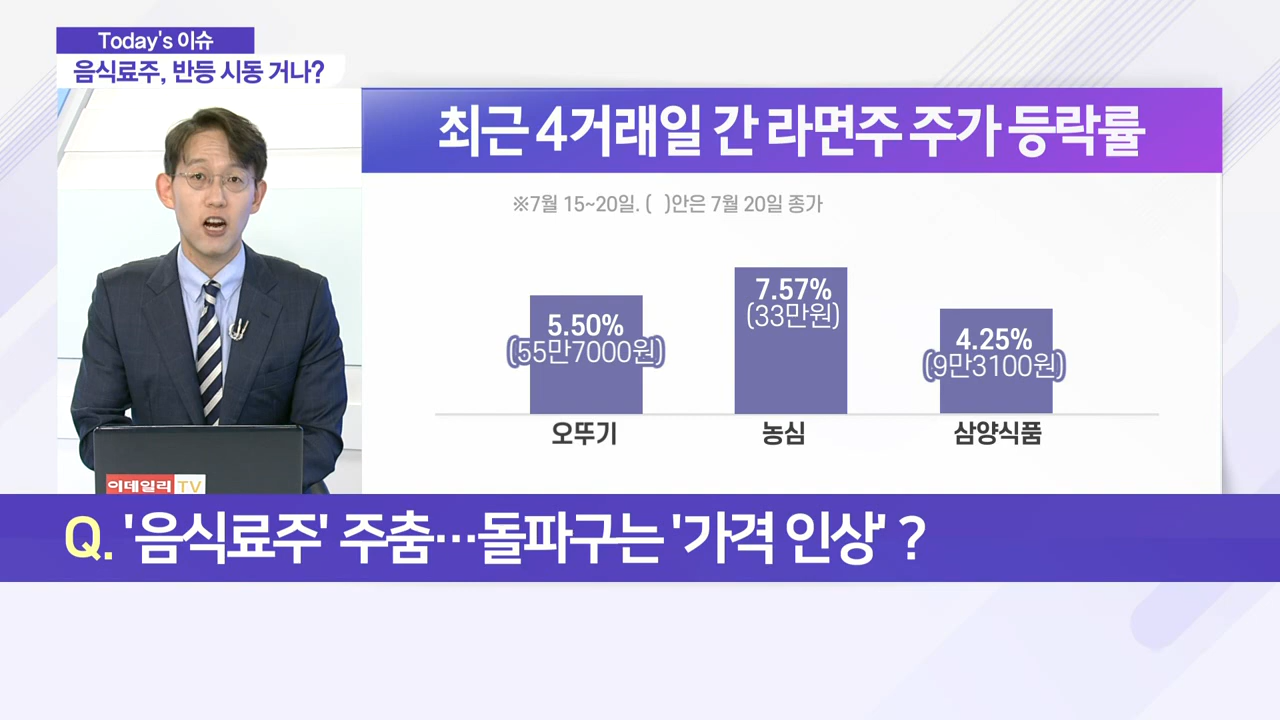 Today's 이슈
음식료주, 반등 시동 거나?
최근 4거래일 간 라면주 주가 등락률
※7월 15~20일. ( )안은 7월 20일 종가
5.50%
(55만7000원)
7.57%
(33만원)
4.25%
(9만3100원)
오뚜기 농심 삼양식품
이데일리 TV
Q. '음식료주' 주춤…돌파구는 '가격 인상' ?